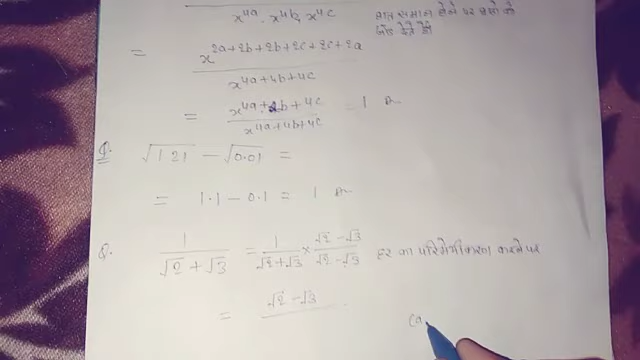 x^4a . x^4b . x^4c
घात समान होने पर
जोड़ देते हैं
= x^2a+2b+2b+2c+2c+2a / x^4a+4b+4c
= x^4a+4b+4c / x^4a+4b+4c = 1 A
Q. √1.21 − √0.01 =
= 1.1 − 0.1 = 1 A
Q. 1 / √2 + √3 = 1 / √2 + √3 × √2 − √3 / √2 − √3 हर का परिमेयीकरण करने पर
= √2 − √3
(a